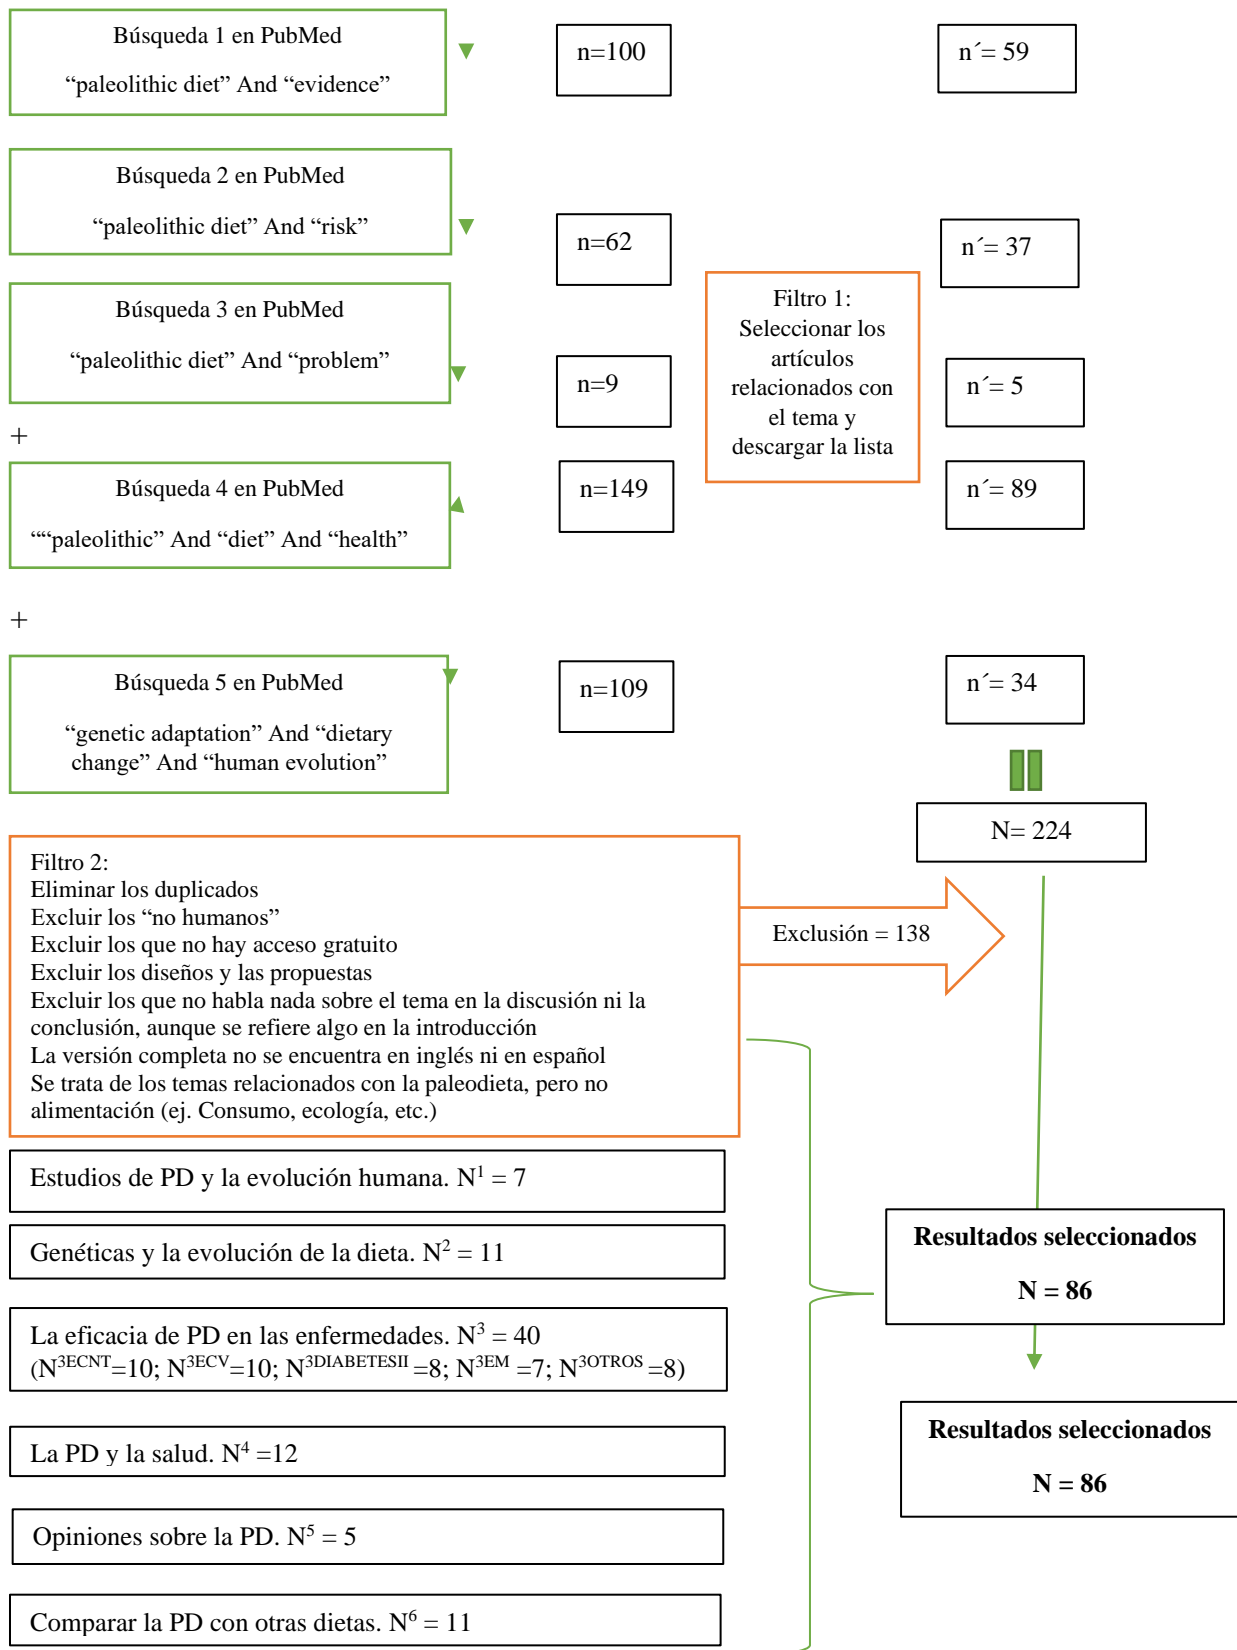 Búsqueda 1 en PubMed
“paleolithic diet” And “evidence”
n=100
n´= 59
Búsqueda 2 en PubMed
“paleolithic diet” And “risk”
n=62
n´= 37
Búsqueda 3 en PubMed
“paleolithic diet” And “problem”
n=9
n´= 5
Filtro 1:
Seleccionar los
artículos
relacionados con
el tema y
descargar la lista
+
Búsqueda 4 en PubMed
““paleolithic” And “diet” And “health”
n=149
n´= 89
+
Búsqueda 5 en PubMed
“genetic adaptation” And “dietary
change” And “human evolution”
n=109
n´= 34
N= 224
Filtro 2:
Eliminar los duplicados
Excluir los “no humanos”
Excluir los que no hay acceso gratuito
Excluir los diseños y las propuestas
Excluir los que no habla nada sobre el tema en la discusión ni la
conclusión, aunque se refiere algo en la introducción
La versión completa no se encuentra en inglés ni en español
Se trata de los temas relacionados con la paleodieta, pero no
alimentación (ej. Consumo, ecología, etc.)
Exclusión = 138
Estudios de PD y la evolución humana. N1 = 7
Genéticas y la evolución de la dieta. N2 = 11
La eficacia de PD en las enfermedades. N3 = 40
(N3ECNT=10; N3ECV=10; N3DIABETESII =8; N3EM =7; N3OTROS =8)
La PD y la salud. N4 =12
Opiniones sobre la PD. N5 = 5
Comparar la PD con otras dietas. N6 = 11
Resultados seleccionados
N = 86
Resultados seleccionados
N = 86